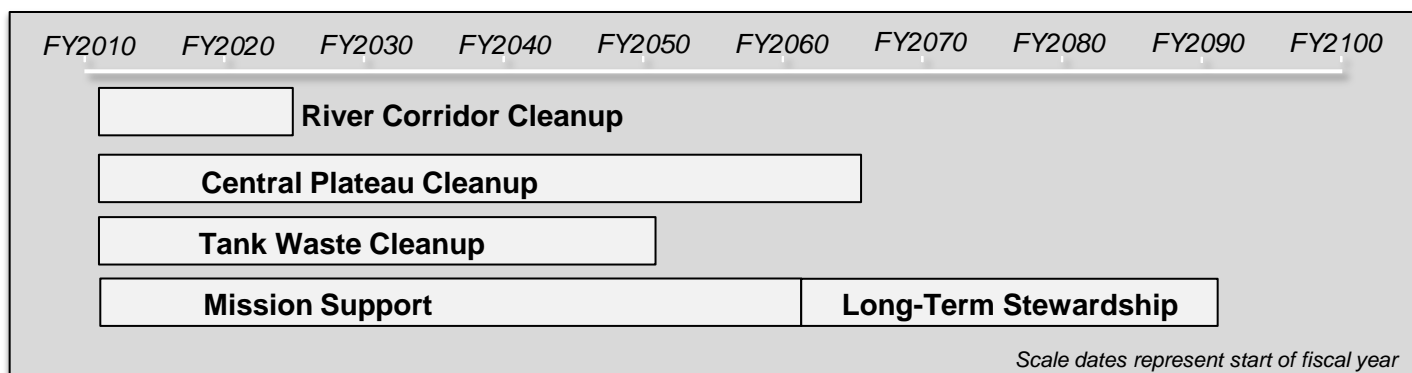 FY2010 FY2020 FY2030 FY2040 FY2050 FY2060 FY2070 FY2080 FY2090 FY2100
River Corridor Cleanup
Central Plateau Cleanup
Tank Waste Cleanup
Mission Support Long-Term Stewardship
Scale dates represent start of fiscal year